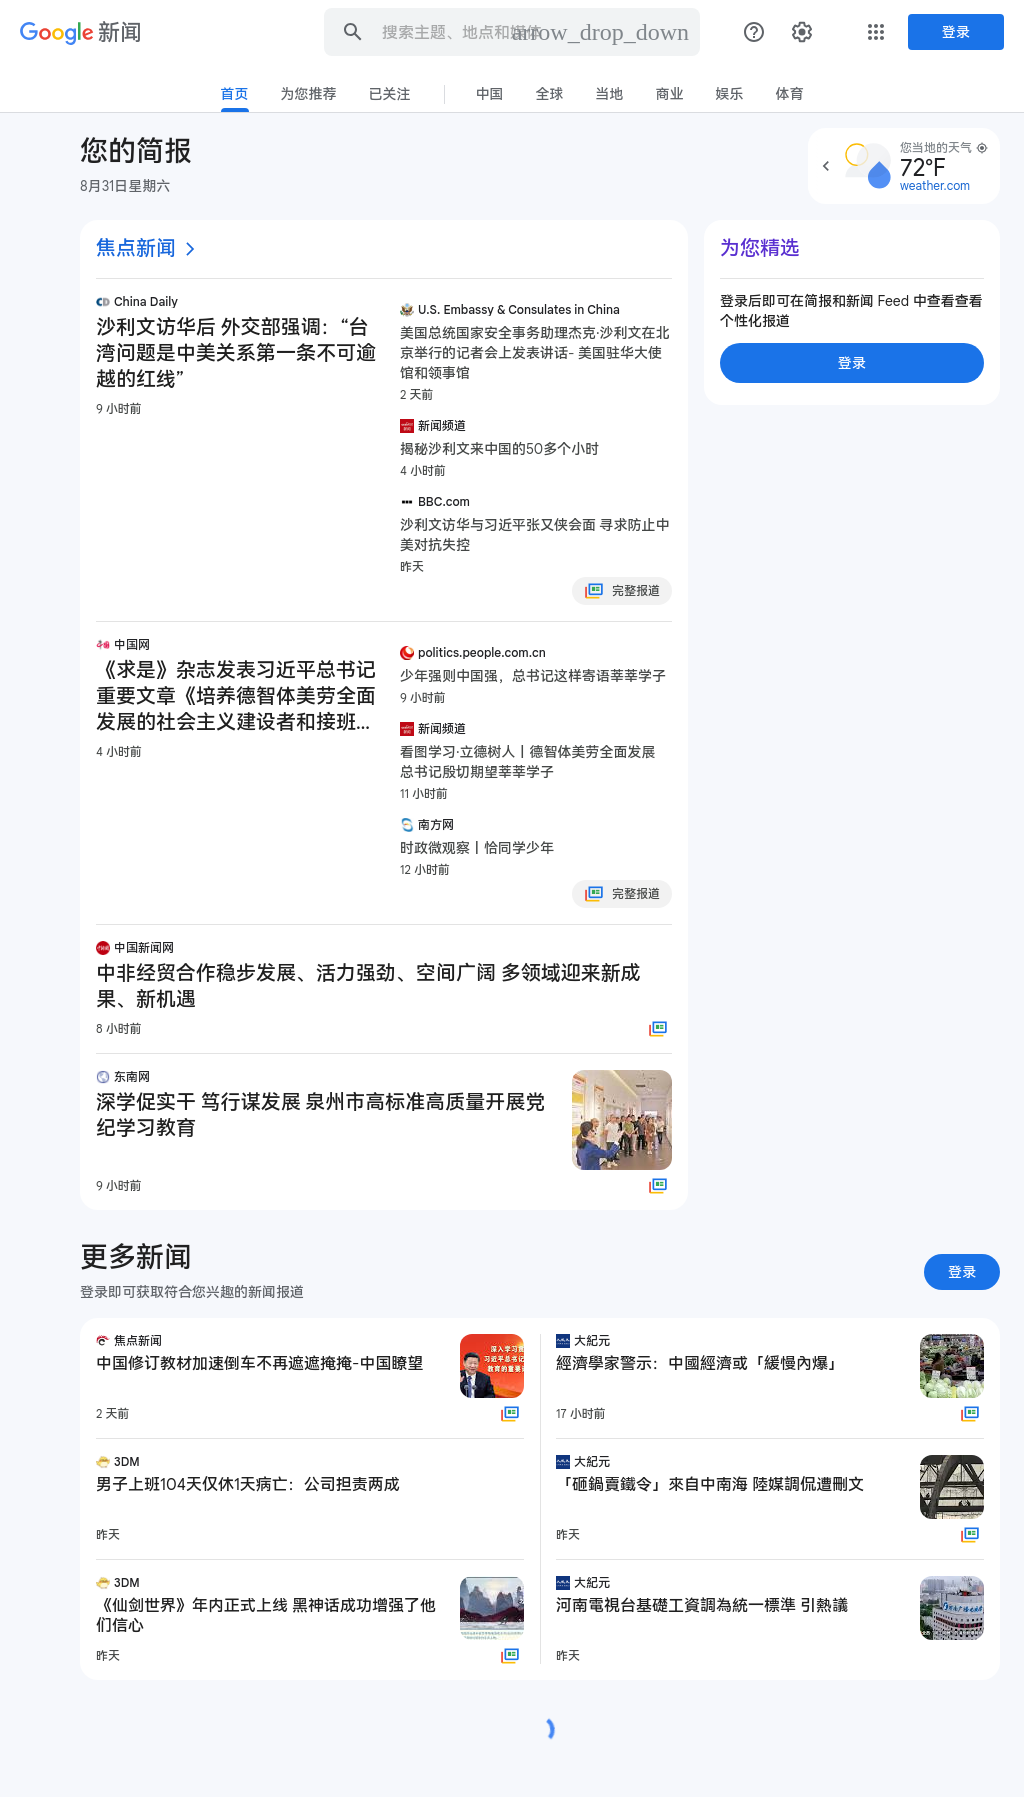 Google 新闻
搜索主题、地点和媒体
arrow_drop_down
登录
首页
为您推荐
已关注
中国
全球
当地
商业
娱乐
体育
您的简报
8月31日星期六
您当地的天气
72°F
weather.com
焦点新闻
China Daily
沙利文访华后 外交部强调：“台
湾问题是中美关系第一条不可逾
越的红线”
9 小时前
U.S. Embassy & Consulates in China
美国总统国家安全事务助理杰克·沙利文在北
京举行的记者会上发表讲话- 美国驻华大使
馆和领事馆
2 天前
新闻频道
揭秘沙利文来中国的50多个小时
4 小时前
BBC.com
沙利文访华与习近平张又侠会面 寻求防止中
美对抗失控
昨天
完整报道
为您精选
登录后即可在简报和新闻 Feed 中查看查看
个性化报道
登录
中国网
《求是》杂志发表习近平总书记
重要文章《培养德智体美劳全面
发展的社会主义建设者和接班...
4 小时前
politics.people.com.cn
少年强则中国强，总书记这样寄语莘莘学子
9 小时前
新闻频道
看图学习·立德树人丨德智体美劳全面发展
总书记殷切期望莘莘学子
11 小时前
南方网
时政微观察丨恰同学少年
12 小时前
完整报道
中国新闻网
中非经贸合作稳步发展、活力强劲、空间广阔 多领域迎来新成
果、新机遇
8 小时前
东南网
深学促实干 笃行谋发展 泉州市高标准高质量开展党
纪学习教育
9 小时前
更多新闻
登录即可获取符合您兴趣的新闻报道
登录
焦点新闻
中国修订教材加速倒车不再遮遮掩掩-中国瞭望
2 天前
3DM
男子上班104天仅休1天病亡：公司担责两成
昨天
3DM
《仙剑世界》年内正式上线 黑神话成功增强了他
们信心
昨天
大紀元
經濟學家警示：中國經濟或「緩慢內爆」
17 小时前
大紀元
「砸鍋賣鐵令」來自中南海 陸媒調侃遭刪文
昨天
大紀元
河南電視台基礎工資調為統一標準 引熱議
昨天